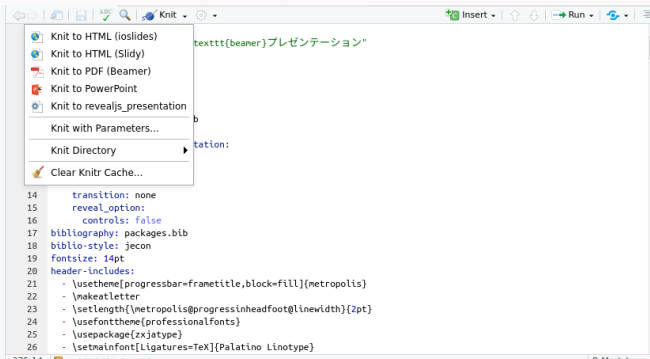 Knit
Insert
Run
Knit to HTML (ioslides)
Knit to HTML (Slidy)
Knit to PDF (Beamer)
Knit to PowerPoint
Knit to revealjs_presentation
Knit with Parameters...
Knit Directory
Clear Knitr Cache...
texttt{beamer}プレゼンテーション"
b
tation:
14 transition: none
15 reveal_option:
16 controls: false
17 bibliography: packages.bib
18 biblio-style: jecon
19 fontsize: 14pt
20 header-includes:
21 - \usetheme[progressbar=frametitle,block=fill]{metropolis}
22 - \makeatletter
23 - \setlength{\metropolis@progressinheadfoot@linewidth}{2pt}
24 - \usefonttheme{professionalfonts}
25 - \usepackage{zxjatype}
26 - \setmainfont[Ligatures=TeX]{Palatino Linotype}